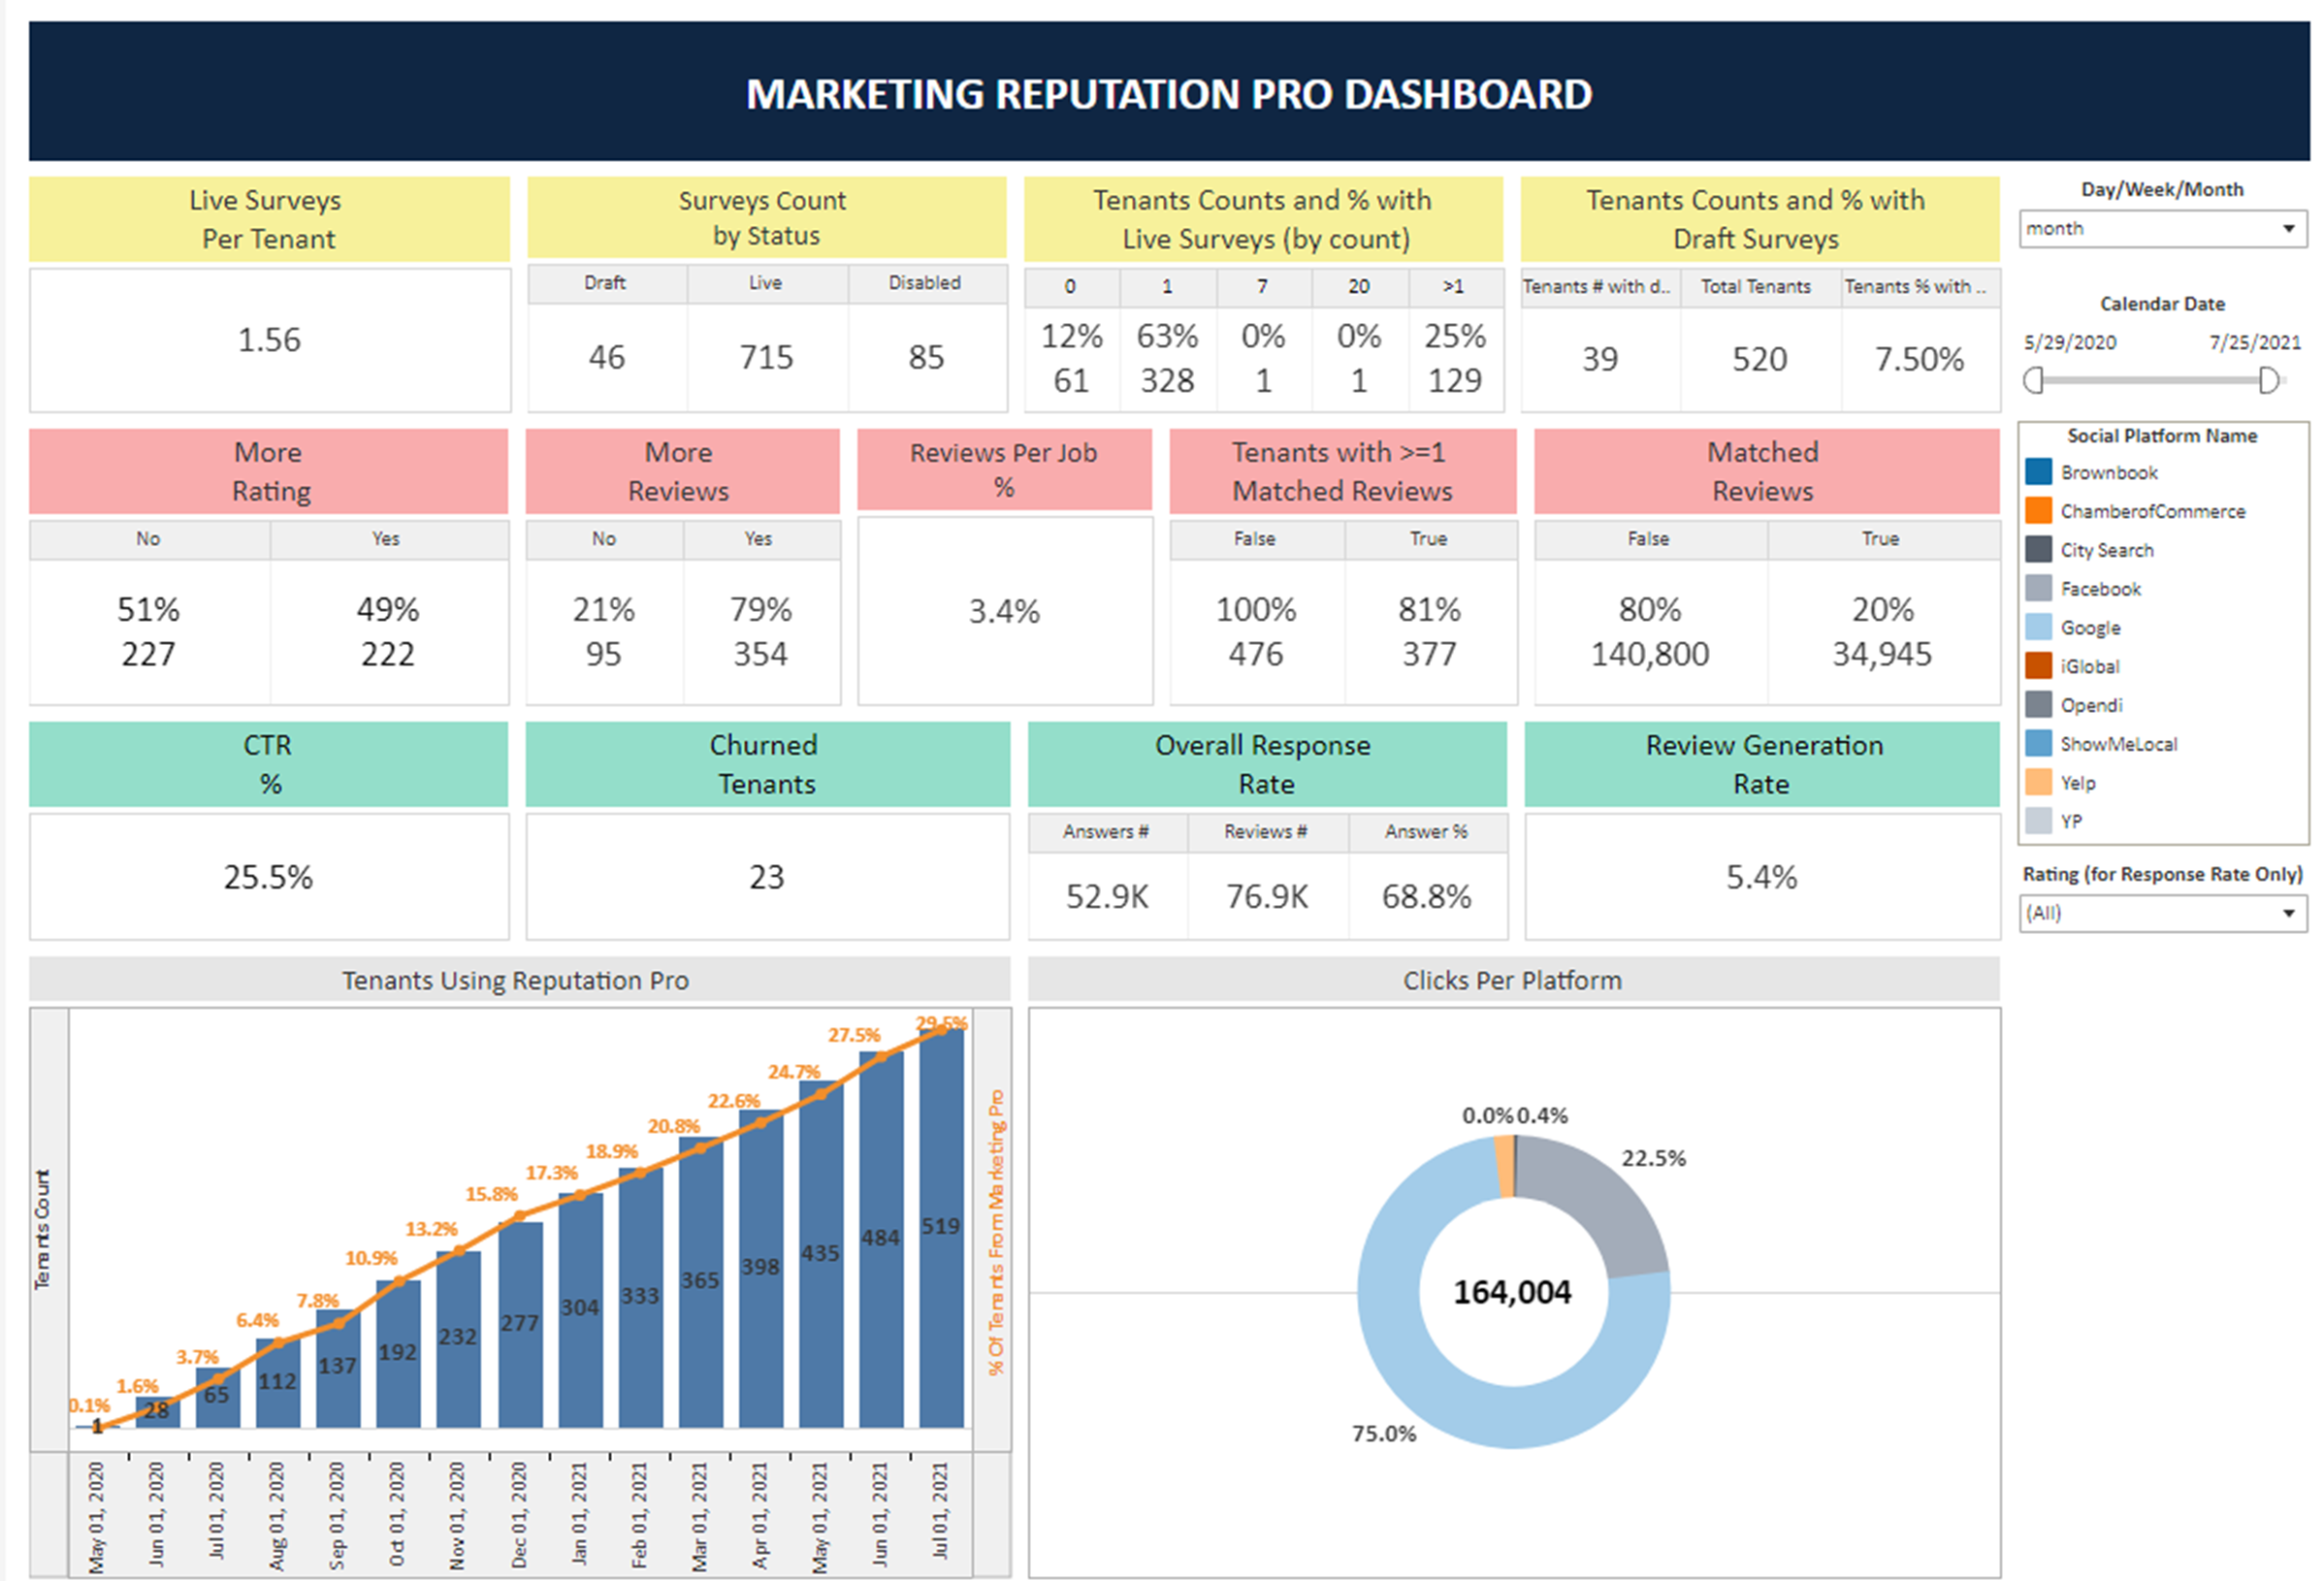 MARKETING REPUTATION PRO DASHBOARD
Live Surveys
Per Tenant
1.56
Surveys Count
by Status
Draft Live Disabled
46 715 85
Tenants Counts and % with
Live Surveys (by count)
0 1 7 20 >1
12% 63% 0% 0% 25%
61 328 1 1 129
Tenants Counts and % with
Draft Surveys
Tenants # with d.. Total Tenants Tenants % with ..
39 520 7.50%
Day/Week/Month
month
Calendar Date
5/29/2020 7/25/2021
More
Rating
No Yes
51% 49%
227 222
More
Reviews
No Yes
21% 79%
95 354
Reviews Per Job
%
3.4%
Tenants with >=1
Matched Reviews
False True
100% 81%
476 377
Matched
Reviews
False True
80% 20%
140,800 34,945
Social Platform Name
Brownbook
ChamberofCommerce
City Search
Facebook
Google
iGlobal
Opendi
ShowMeLocal
Yelp
YP
CTR
%
25.5%
Churned
Tenants
23
Overall Response
Rate
Answers # Reviews # Answer %
52.9K 76.9K 68.8%
Review Generation
Rate
5.4%
Rating (for Response Rate Only)
(All)
Tenants Using Reputation Pro
Tenants Count
0.1% 1.6% 3.7% 6.4% 7.8% 10.9% 13.2% 15.8% 17.3% 18.9% 20.8% 22.6% 24.7% 27.5% 29.5%
1 28 65 112 137 192 232 277 304 333 365 398 435 484 519
% Of Tenants From Marketing Pro
May 01, 2020
Jun 01, 2020
Jul 01, 2020
Aug 01, 2020
Sep 01, 2020
Oct 01, 2020
Nov 01, 2020
Dec 01, 2020
Jan 01, 2021
Feb 01, 2021
Mar 01, 2021
Apr 01, 2021
May 01, 2021
Jun 01, 2021
Jul 01, 2021
Clicks Per Platform
0.0% 0.4%
22.5%
164,004
75.0%